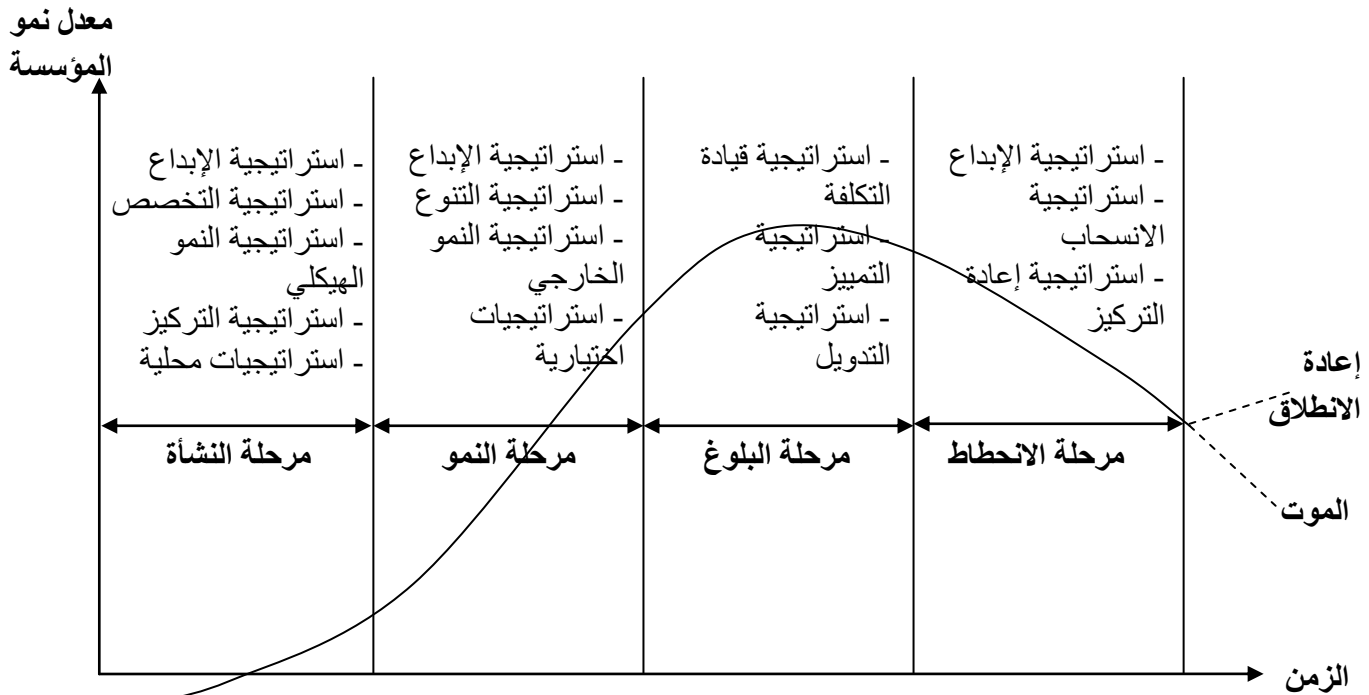 معدل نمو
المؤسسة
- استراتيجية الإبداع
- استراتيجية التخصص
- استراتيجية النمو
الهيكلي
- استراتيجية التركيز
- استراتيجيات محلية
- استراتيجية الإبداع
- استراتيجية التنوع
- استراتيجية النمو
الخارجي
- استراتيجيات
اختيارية
- استراتيجية قيادة
التكلفة
- استراتيجية
التمييز
- استراتيجية
التدويل
- استراتيجية الإبداع
- استراتيجية
الانسحاب
- استراتيجية إعادة
التركيز
إعادة
الانطلاق
مرحلة النشأة
مرحلة النمو
مرحلة البلوغ
مرحلة الانحطاط
الموت
الزمن